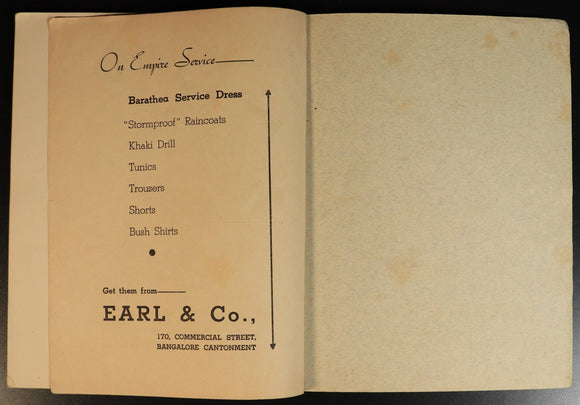 On Empire Service
Barathea Service Dress
"Stormproof" Raincoats
Khaki Drill
Tunics
Trousers
Shorts
Bush Shirts
Get them from
EARL & Co.,
170, COMMERCIAL STREET,
BANGALORE CANTONMENT